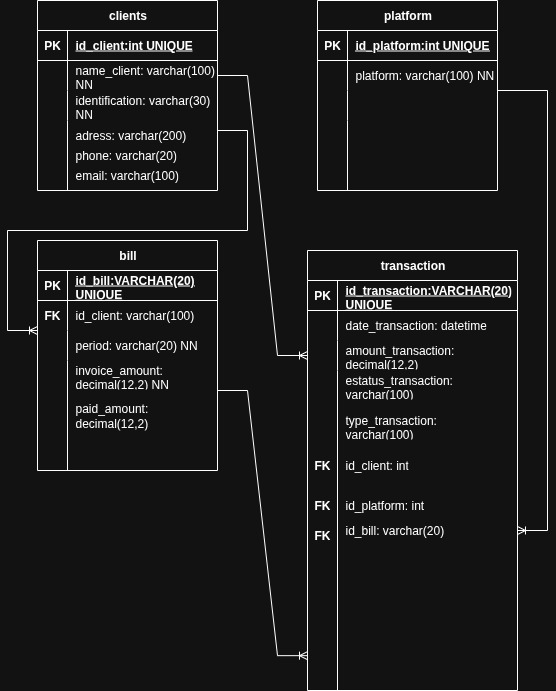 clients
PK id_client:int UNIQUE
name_client: varchar(100)
NN
identification: varchar(30)
NN
adress: varchar(200)
phone: varchar(20)
email: varchar(100)
platform
PK id_platform:int UNIQUE
platform: varchar(100) NN
bill
PK id_bill:VARCHAR(20)
UNIQUE
FK id_client: varchar(100)
period: varchar(20) NN
invoice_amount:
decimal(12,2) NN
paid_amount:
decimal(12,2)
transaction
PK id_transaction:VARCHAR(20)
UNIQUE
date_transaction: datetime
amount_transaction:
decimal(12,2)
estatus_transaction:
varchar(100)
type_transaction:
varchar(100)
FK id_client: int
FK id_platform: int
FK id_bill: varchar(20)